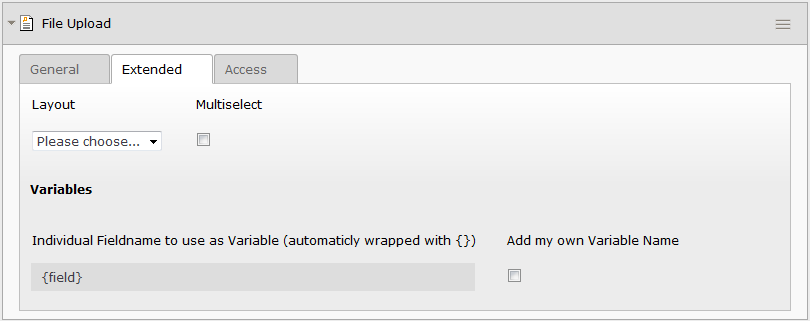 File Upload
General Extended Access
Layout Multiselect
Please choose...
Variables
Individual Fieldname to use as Variable (automaticly wrapped with {}) Add my own Variable Name
{field}